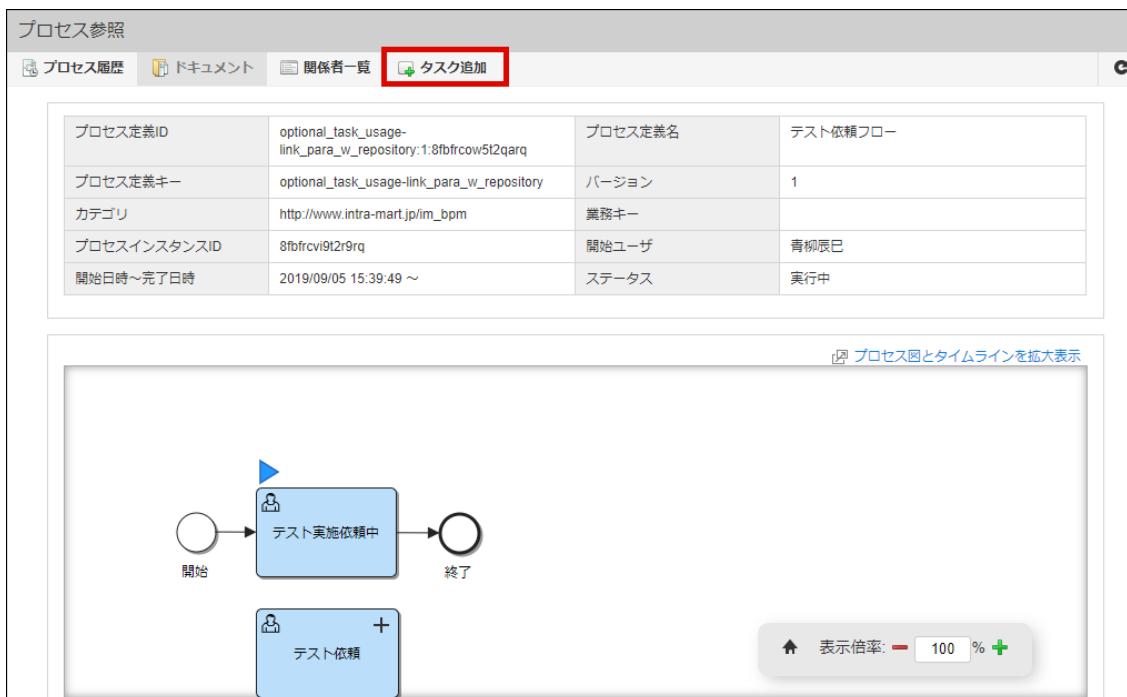 プロセス参照
プロセス履歴 ドキュメント 関係者一覧 タスク追加
プロセス定義ID optional_task_usage-link_para_w_repository:1:8fbfrcow5t2qarq プロセス定義名 テスト依頼フロー
プロセス定義キー optional_task_usage-link_para_w_repository バージョン 1
カテゴリ http://www.intra-mart.jp/im_bpm 業務キー
プロセスインスタンスID 8fbfrcvi9t2r9rq 開始ユーザ 青柳辰巳
開始日時～完了日時 2019/09/05 15:39:49 ～ ステータス 実行中
プロセス図とタイムラインを拡大表示
テスト実施依頼中
開始 終了
テスト依頼
表示倍率: 100 %